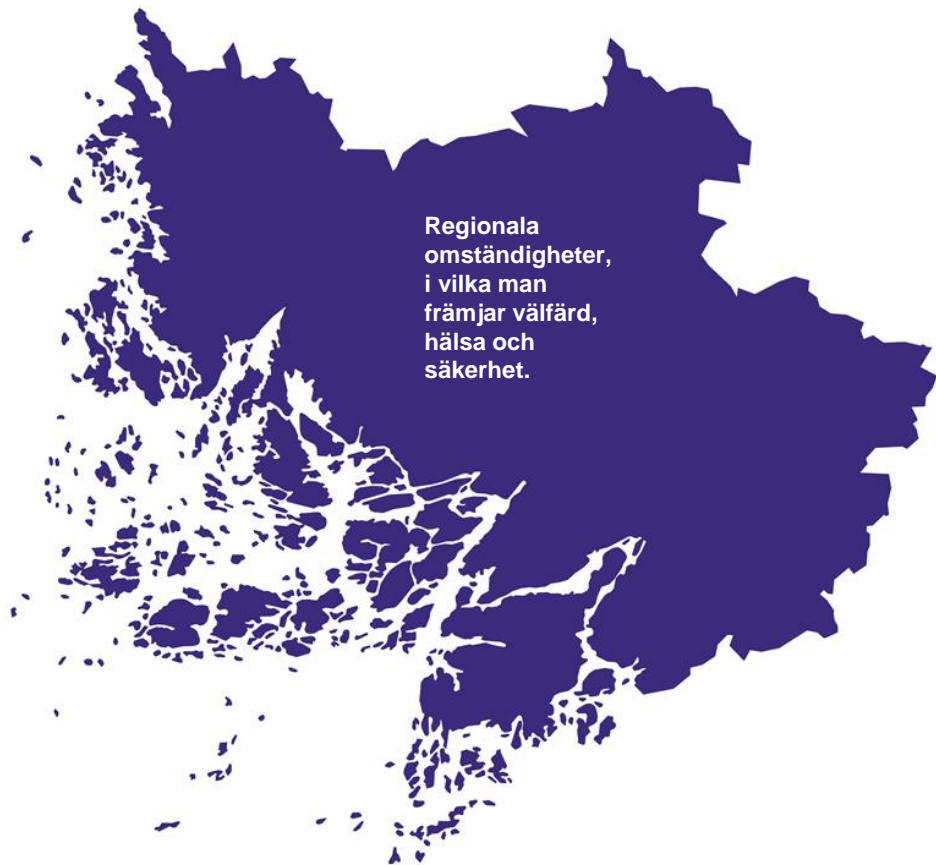 Regionala
omständigheter,
i vilka man
främjar välfärd,
hälsa och
säkerhet.